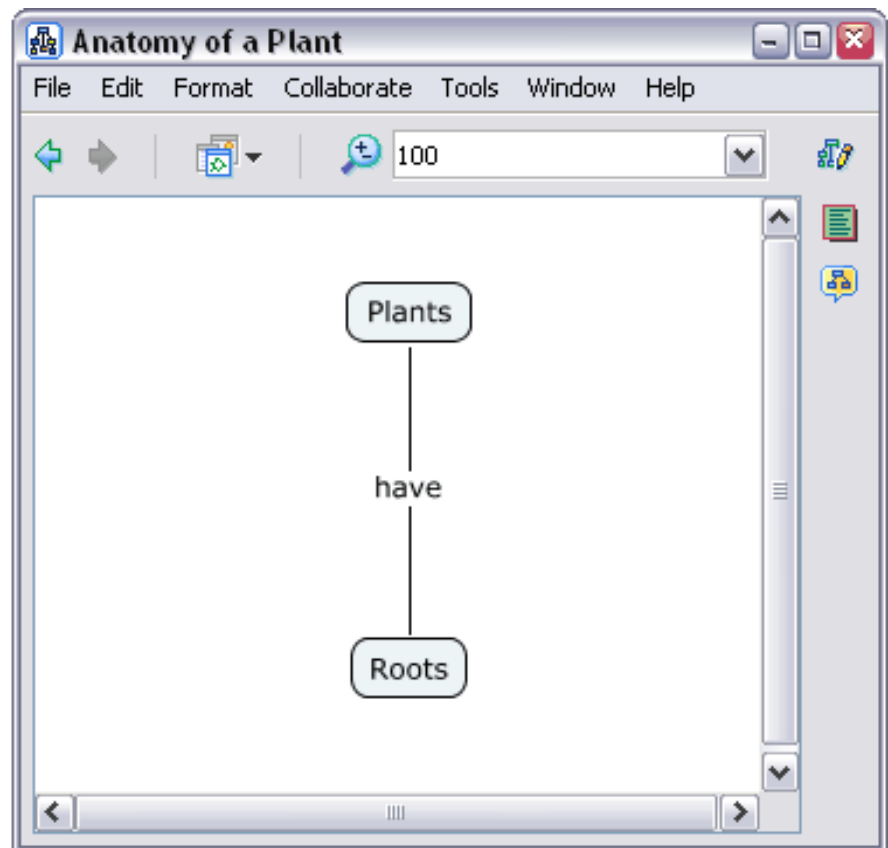 Anatomy of a Plant
File Edit Format Collaborate Tools Window Help
100
Plants
have
Roots